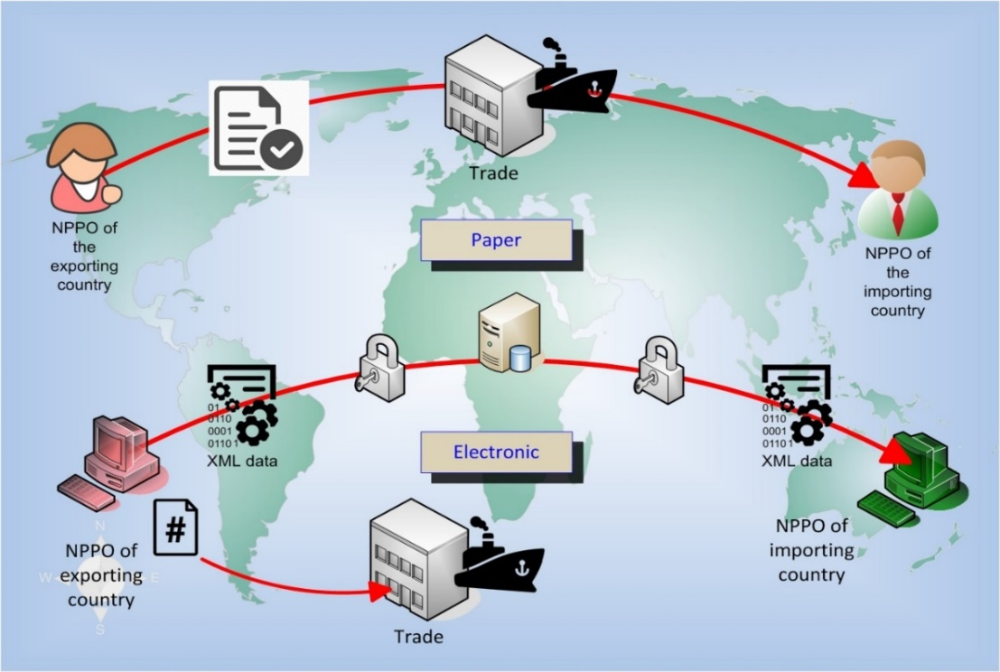 Trade
NPPO of
the
exporting
country
Paper
NPPO of
the
importing
country
01
0110
0001
01101
XML data
01
0110
0001
01101
XML data
Electronic
#
N
W
E
S
NPPO of
exporting
country
NPPO of
importing
country
Trade